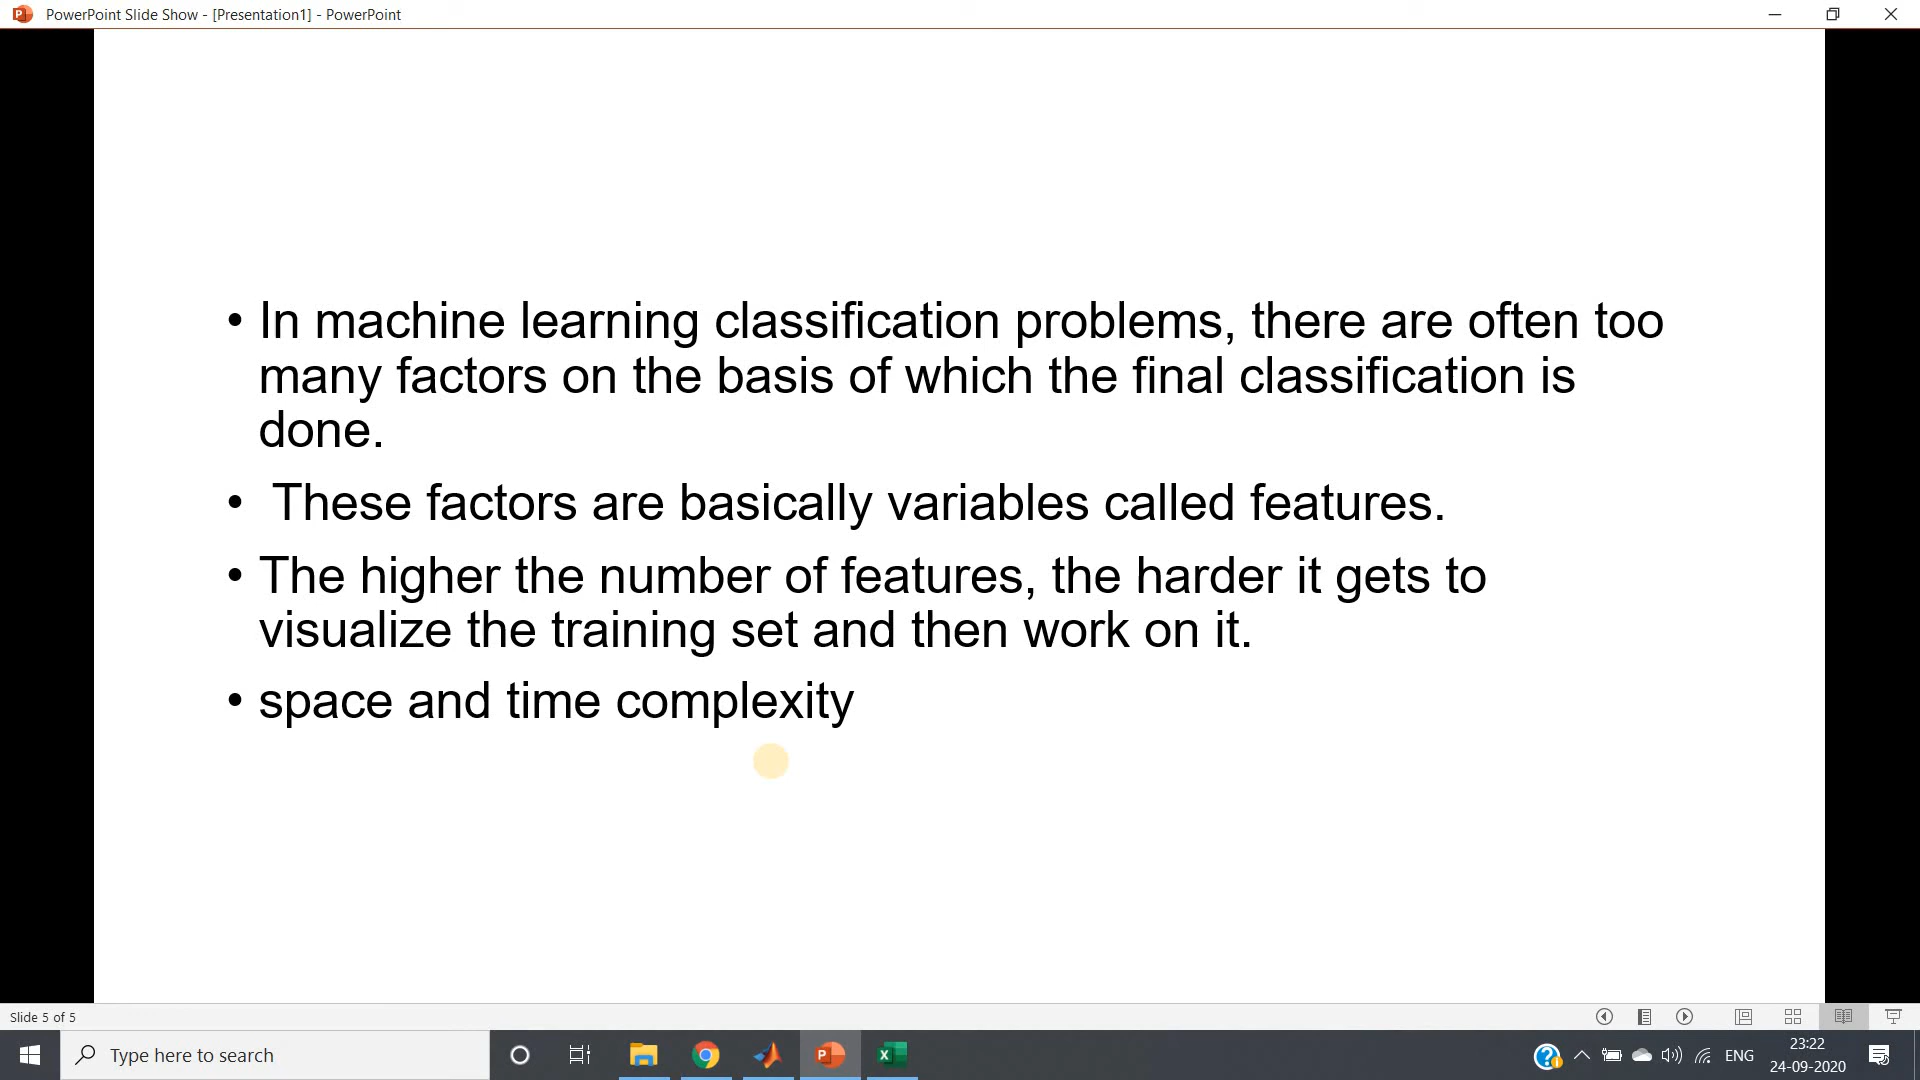 PowerPoint Slide Show - [Presentation1] - PowerPoint
• In machine learning classification problems, there are often too
many factors on the basis of which the final classification is
done.
• These factors are basically variables called features.
• The higher the number of features, the harder it gets to
visualize the training set and then work on it.
• space and time complexity
Slide 5 of 5
Type here to search
ENG
23:22
24-09-2020